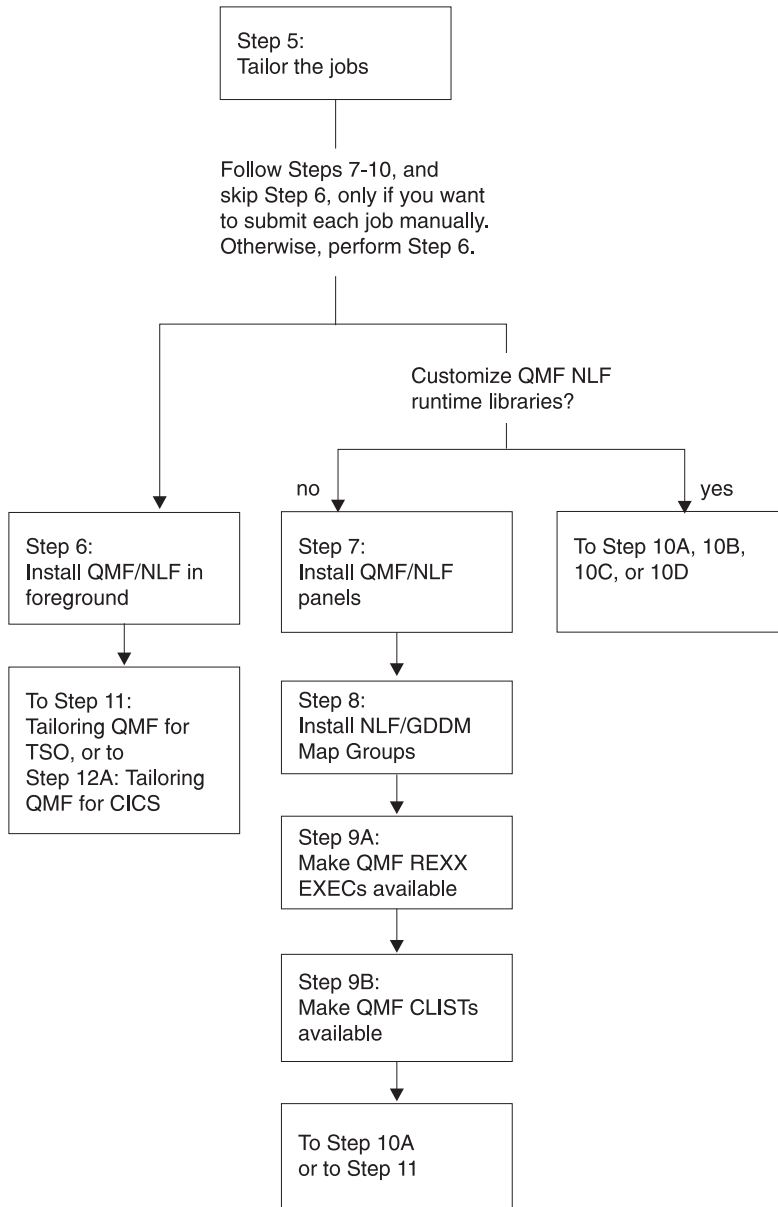 Step 5:
Tailor the jobs
Follow Steps 7-10, and
skip Step 6, only if you want
to submit each job manually.
Otherwise, perform Step 6.
Customize QMF NLF
runtime libraries?
no
yes
Step 6:
Install QMF/NLF in
foreground
Step 7:
Install QMF/NLF
panels
To Step 10A, 10B,
10C, or 10D
To Step 11:
Tailoring QMF for
TSO, or to
Step 12A: Tailoring
QMF for CICS
Step 8:
Install NLF/GDDM
Map Groups
Step 9A:
Make QMF REXX
EXECs available
Step 9B:
Make QMF CLISTs
available
To Step 10A
or to Step 11